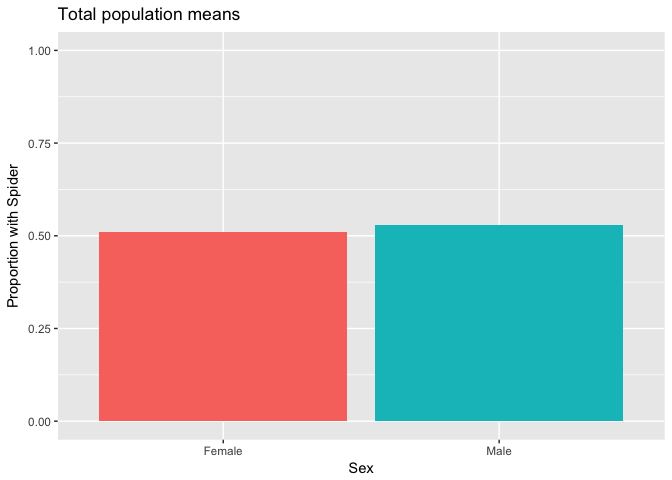 Total population means
1.00
0.75
0.50
0.25
0.00
Proportion with Spider
Female Male
Sex